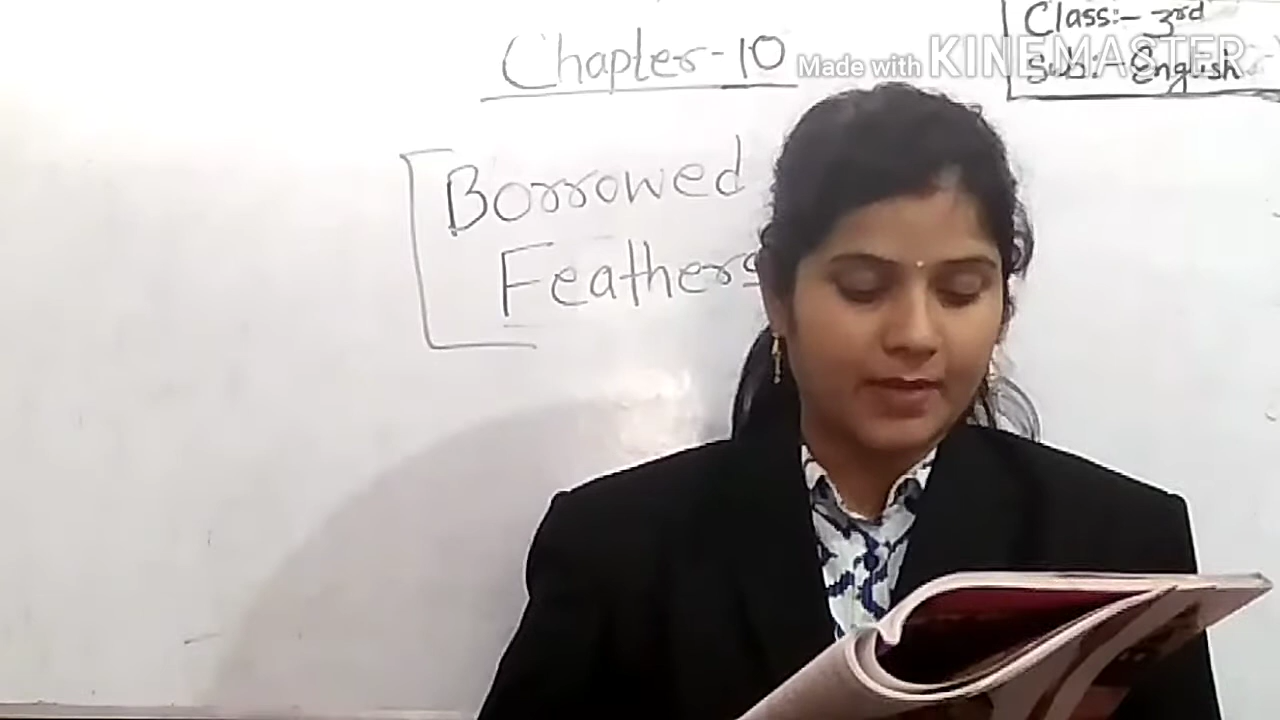 Chapter-10
Borrowed
Feathers
Class:- 3rd
Sub:- English
Made with KINEMASTER